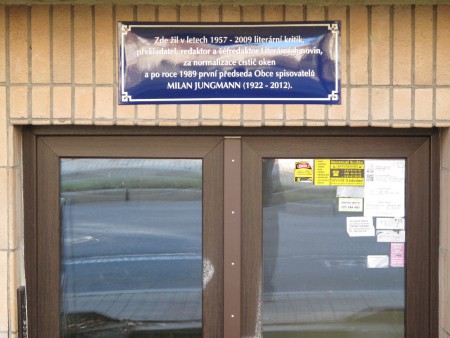 Zde žil v letech 1957 - 2009 literární kritik,
překladatel, redaktor a šéfredaktor Literárních novin,
za normalizace čistič oken
a po roce 1989 první předseda Obce spisovatelů
MILAN JUNGMANN (1922 - 2012).